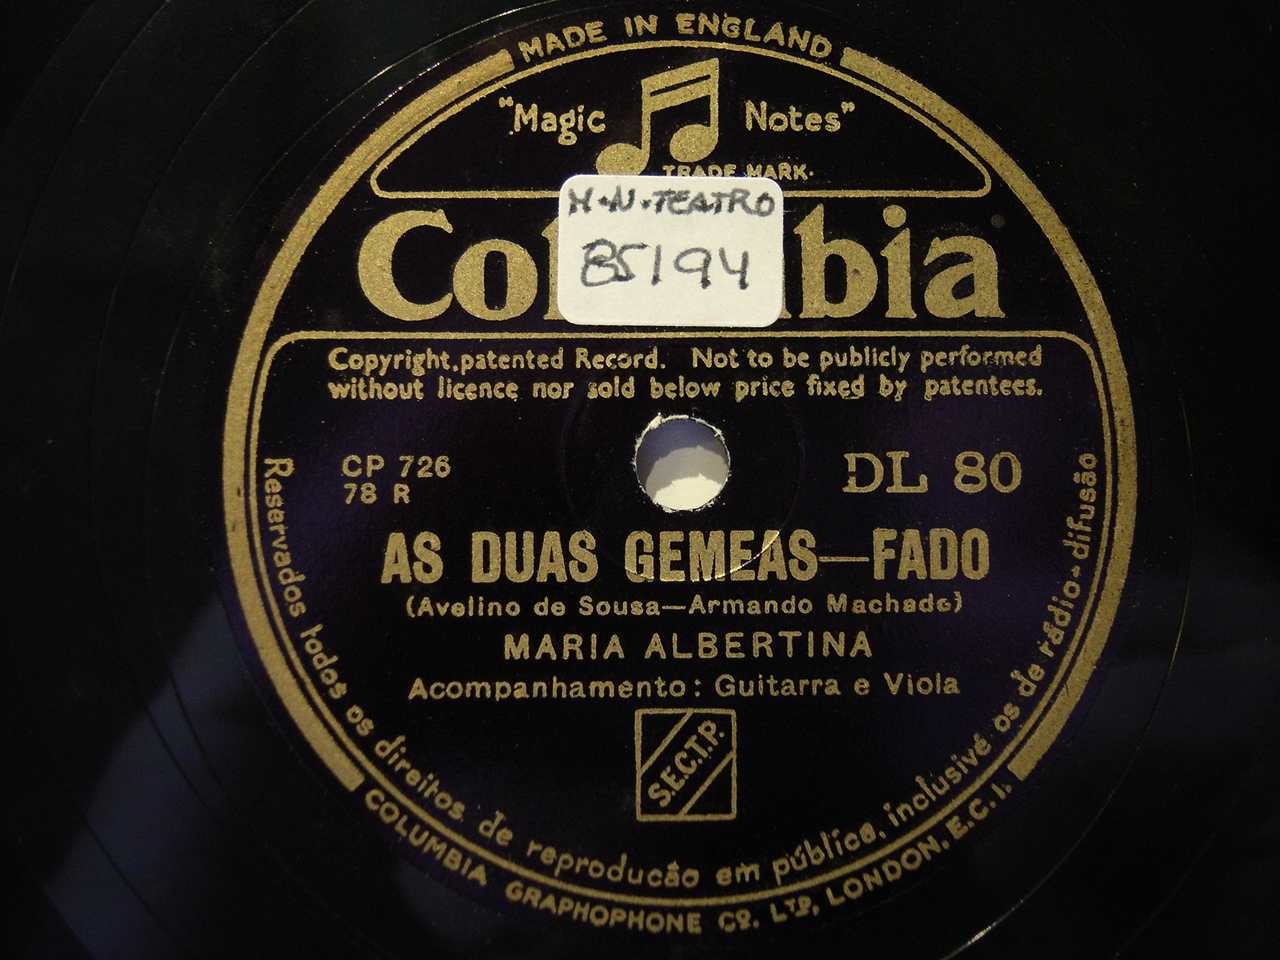 MADE IN ENGLAND
"Magic Notes"
TRADE MARK.
M.N.TEATRO
85194
Columbia
Copyright, patented Record. Not to be publicly performed
without licence nor sold below price fixed by patentees.
CP 726
78 R
DL 80
AS DUAS GEMEAS—FADO
(Avelino de Sousa—Armando Machado)
MARIA ALBERTINA
Acompanhamento: Guitarra e Viola
S.E.C.T.P.
Reservados todos os direitos de reprodução em pública, inclusivé os de rádio-difusão
COLUMBIA GRAPHOPHONE CO. LTD, LONDON. E.C.1.